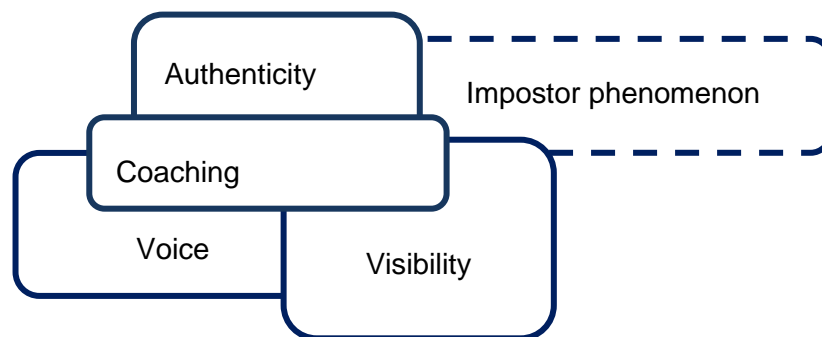 Authenticity
Impostor phenomenon
Coaching
Voice
Visibility